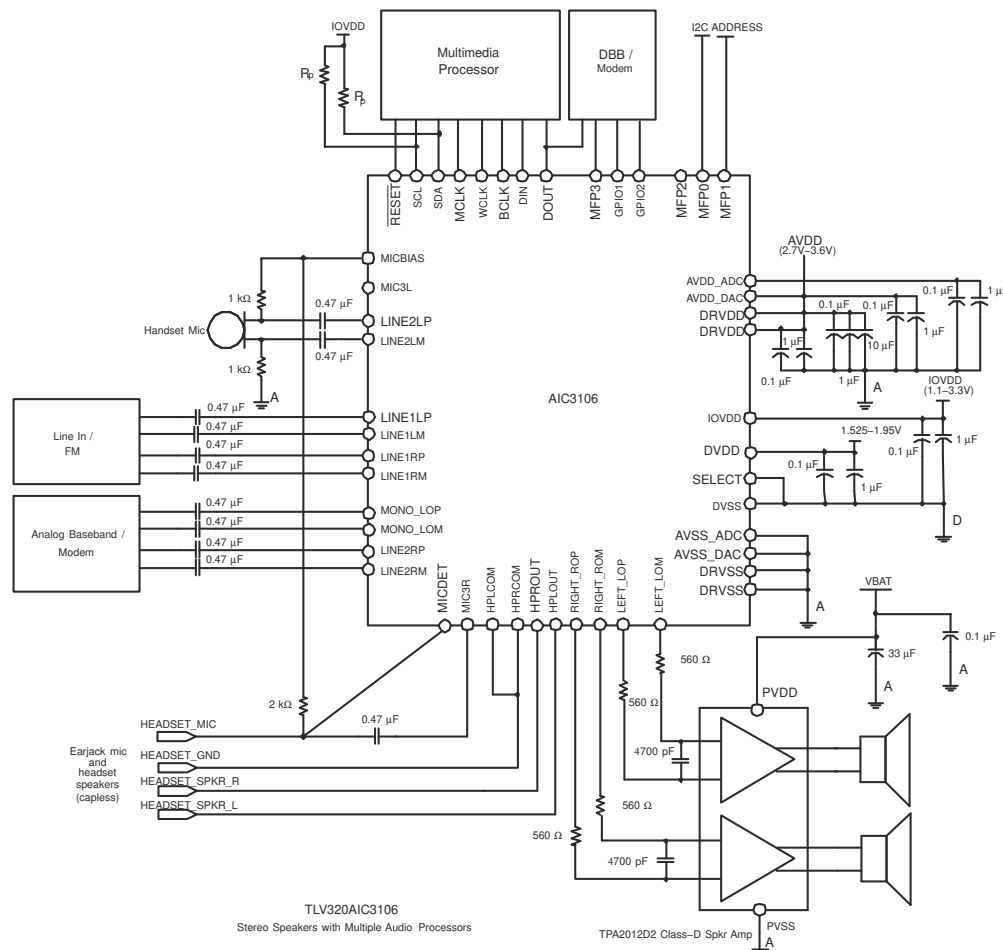 IOVDD
Rp
Rp
Multimedia
Processor
DBB /
Modem
I2C ADDRESS
RESET
SCL
SDA
MCLK
WCLK
BCLK
DIN
DOUT
MFP3
GPIO1
GPIO2
MFP2
MFP0
MFP1
MICBIAS
MIC3L
LINE2LP
LINE2LM
1 kΩ
0.47 µF
Handset Mic
0.47 µF
1 kΩ
A
AVDD
(2.7V−3.6V)
AVDD_ADC
AVDD_DAC
DRVDD
DRVDD
0.1 µF
1 µ
0.1 µF
0.1 µF
1 µF
10 µF
1 µF
0.1 µF
1 µF
A
AIC3106
IOVDD
(1.1−3.3V)
IOVDD
1.525−1.95V
DVDD
0.1 µF
1 µF
0.1 µF
1 µF
SELECT
DVSS
D
Line In /
FM
0.47 µF
0.47 µF
0.47 µF
0.47 µF
LINE1LP
LINE1LM
LINE1RP
LINE1RM
Analog Baseband /
Modem
0.47 µF
0.47 µF
0.47 µF
0.47 µF
MONO_LOP
MONO_LOM
LINE2RP
LINE2RM
AVSS_ADC
AVSS_DAC
DRVSS
DRVSS
A
MICDET
MIC3R
HPLCOM
HPRCOM
HPROUT
HPLOUT
RIGHT_ROP
RIGHT_ROM
LEFT_LOP
LEFT_LOM
VBAT
0.1 µF
33 µF
A
A
560 Ω
560 Ω
PVDD
2 kΩ
0.47 µF
HEADSET_MIC
HEADSET_GND
HEADSET_SPKR_R
HEADSET_SPKR_L
Earjack mic
and
headset
speakers
(capless)
4700 pF
560 Ω
560 Ω
4700 pF
TLV320AIC3106
Stereo Speakers with Multiple Audio Processors
TPA2012D2 Class−D Spkr Amp
PVSS
A